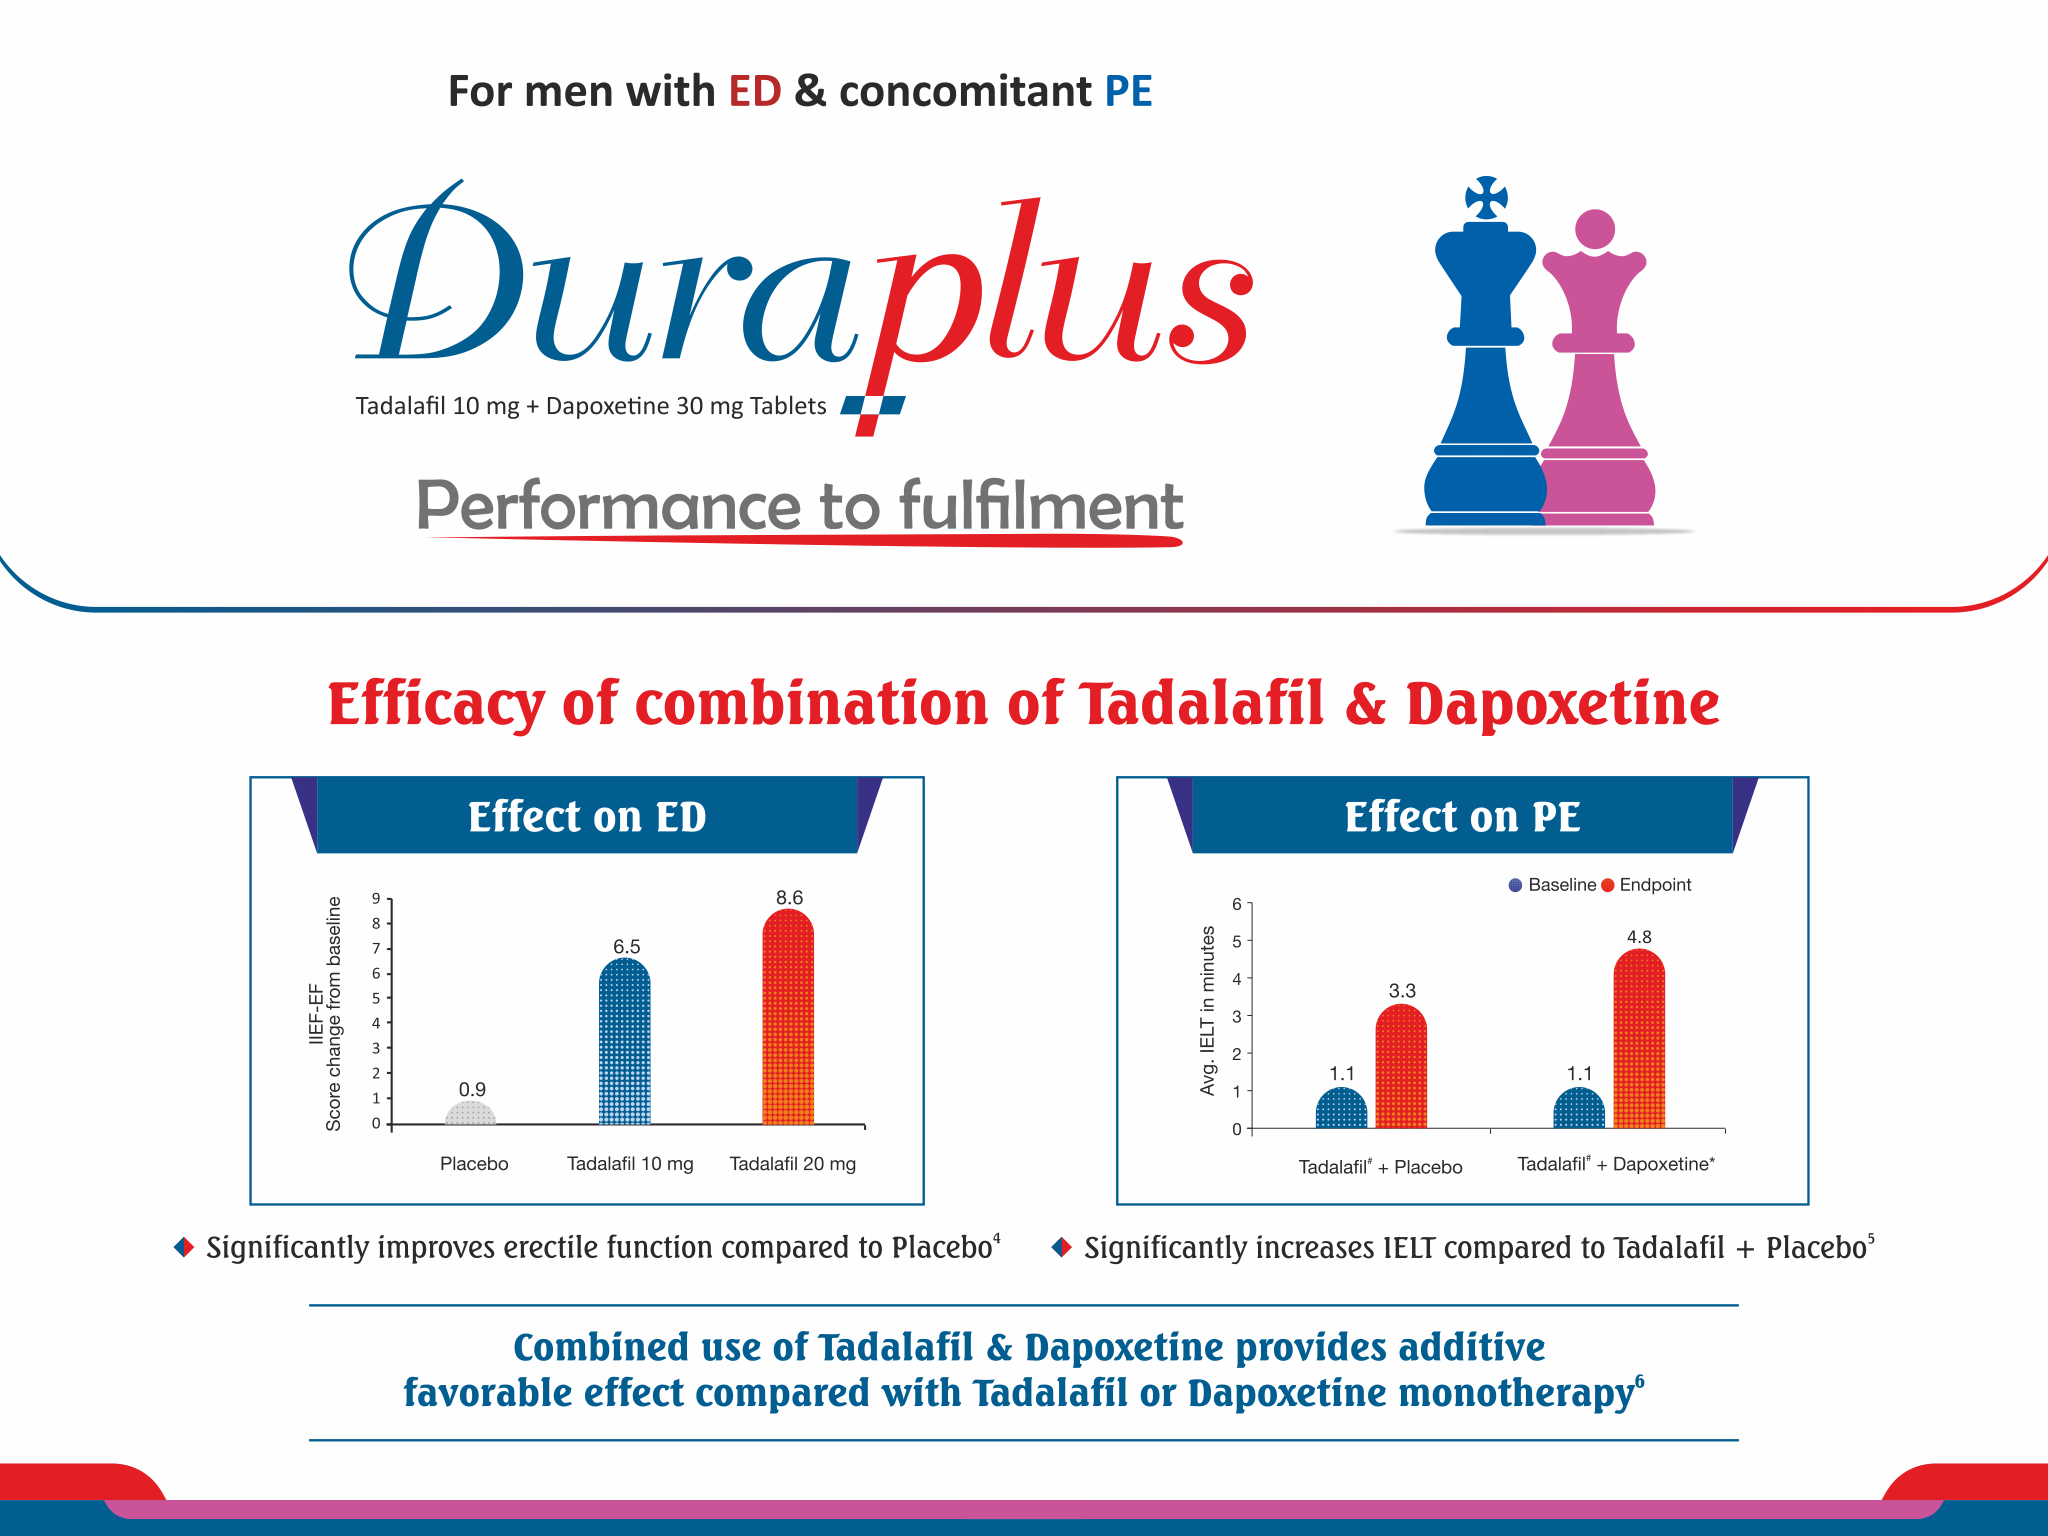 For men with ED & concomitant PE
Duraplus
Tadalafil 10 mg + Dapoxetine 30 mg Tablets
Performance to fulfilment
Efficacy of combination of Tadalafil & Dapoxetine
Effect on ED
IIEF-EF
Score change from baseline
9
8
7
6
5
4
3
2
1
0
0.9
6.5
8.6
Placebo
Tadalafil 10 mg
Tadalafil 20 mg
Significantly improves erectile function compared to Placebo⁴
Effect on PE
Baseline
Endpoint
Avg. IELT in minutes
6
5
4
3
2
1
0
1.1
3.3
1.1
4.8
Tadalafil# + Placebo
Tadalafil# + Dapoxetine*
Significantly increases IELT compared to Tadalafil + Placebo⁵
Combined use of Tadalafil & Dapoxetine provides additive
favorable effect compared with Tadalafil or Dapoxetine monotherapy⁶